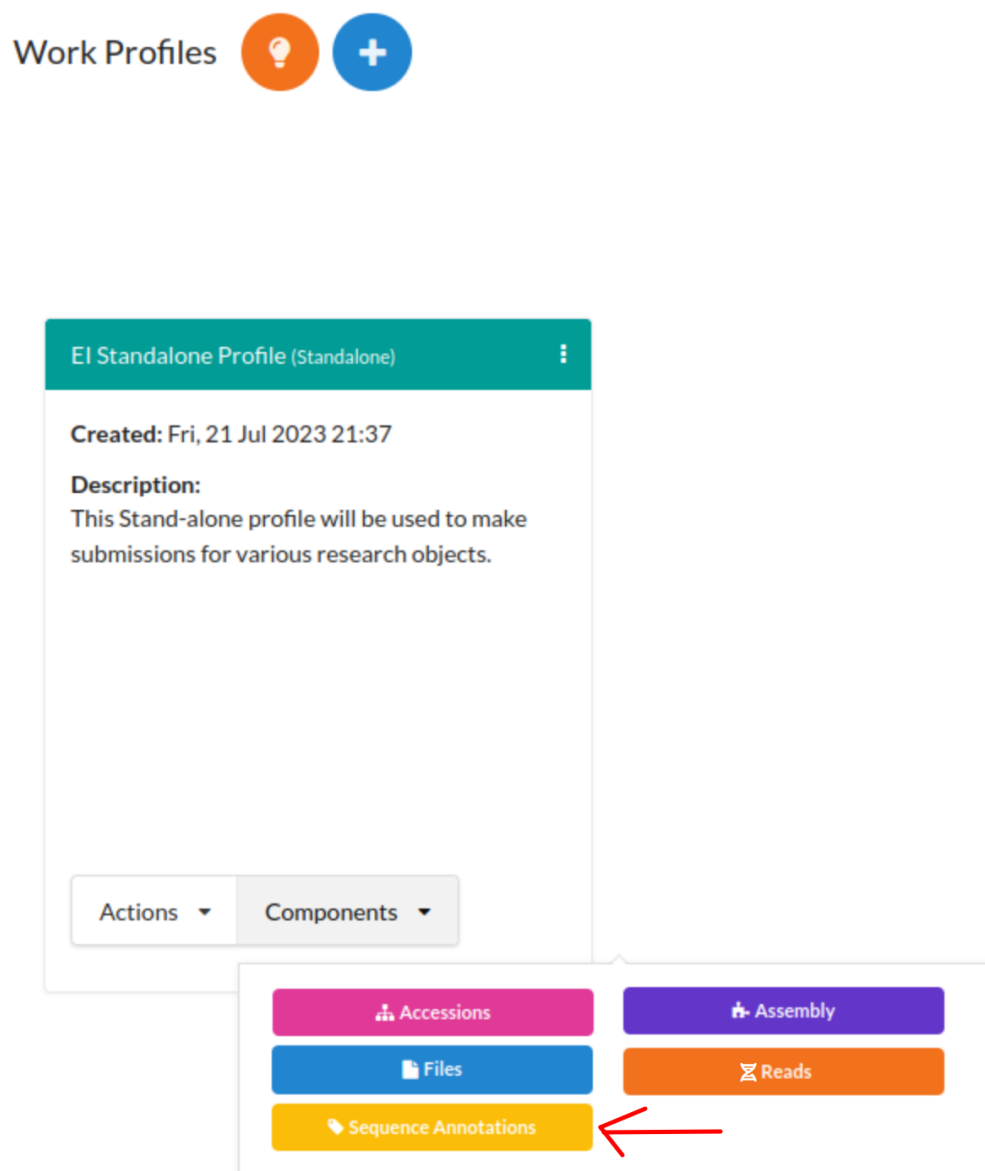 Work Profiles
EI Standalone Profile (Standalone)
Created: Fri, 21 Jul 2023 21:37
Description:
This Stand-alone profile will be used to make
submissions for various research objects.
Actions
Components
Accessions
Assembly
Files
Reads
Sequence Annotations